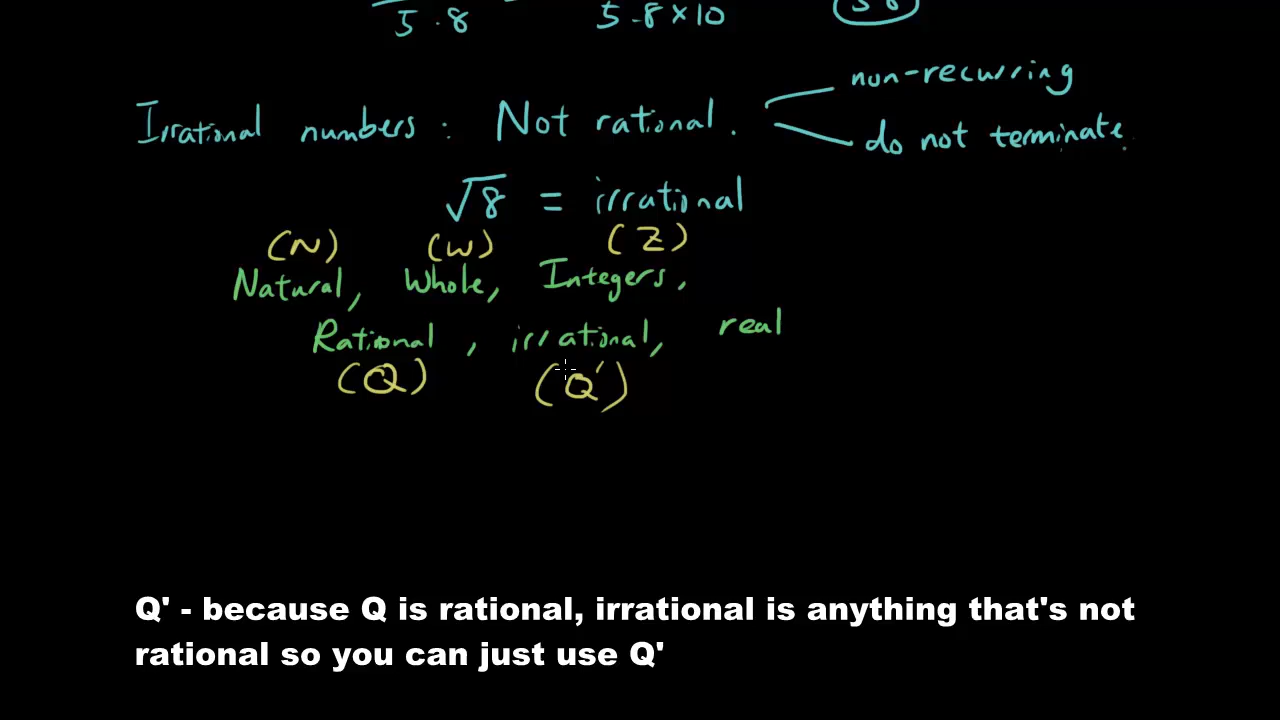 5.8 5.8×10
Irrational numbers: Not rational. non-recurring
do not terminate.
√8 = irrational
(N) (W) (Z)
Natural, Whole, Integers,
Rational, irrational, real
(Q) (Q')
Q' - because Q is rational, irrational is anything that's not
rational so you can just use Q'